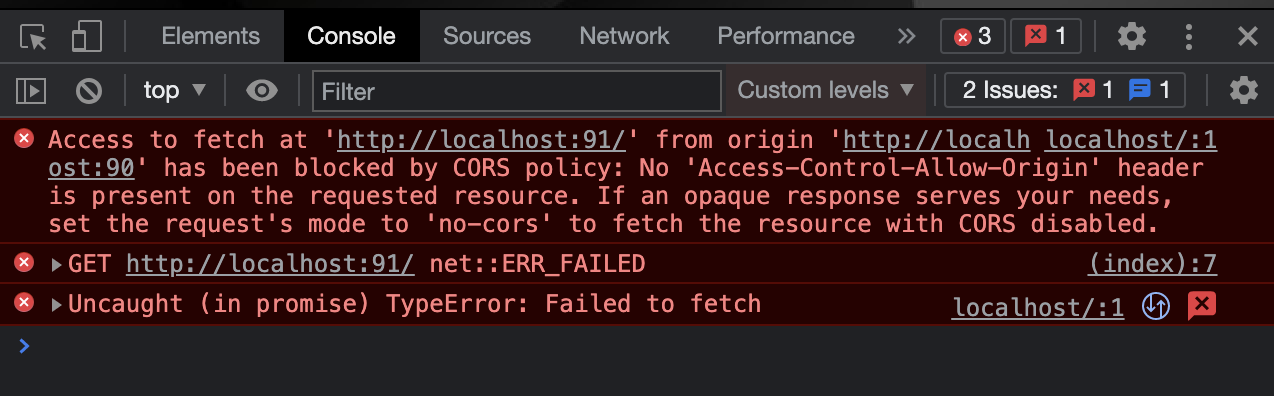 Elements Console Sources Network Performance » 3 1
top ▼ Filter Custom levels ▼ 2 Issues: 1 1
Access to fetch at 'http://localhost:91/' from origin 'http://localh localhost/:1
ost:90' has been blocked by CORS policy: No 'Access-Control-Allow-Origin' header
is present on the requested resource. If an opaque response serves your needs,
set the request's mode to 'no-cors' to fetch the resource with CORS disabled.
GET http://localhost:91/ net::ERR_FAILED (index):7
Uncaught (in promise) TypeError: Failed to fetch localhost/:1